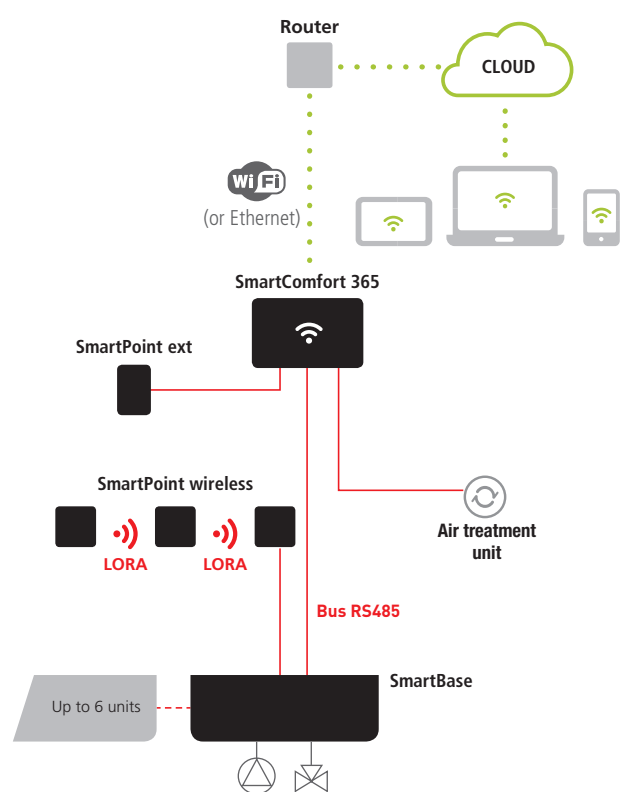 Router
CLOUD
WiFi
(or Ethernet)
SmartComfort 365
SmartPoint ext
SmartPoint wireless
LORA
LORA
Air treatment
unit
Bus RS485
SmartBase
Up to 6 units